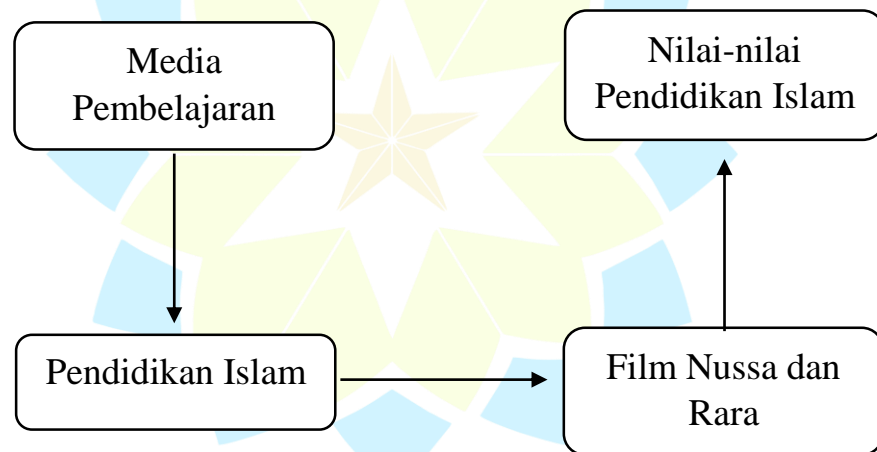 Media
Pembelajaran
Nilai-nilai
Pendidikan Islam
Pendidikan Islam
Film Nussa dan
Rara